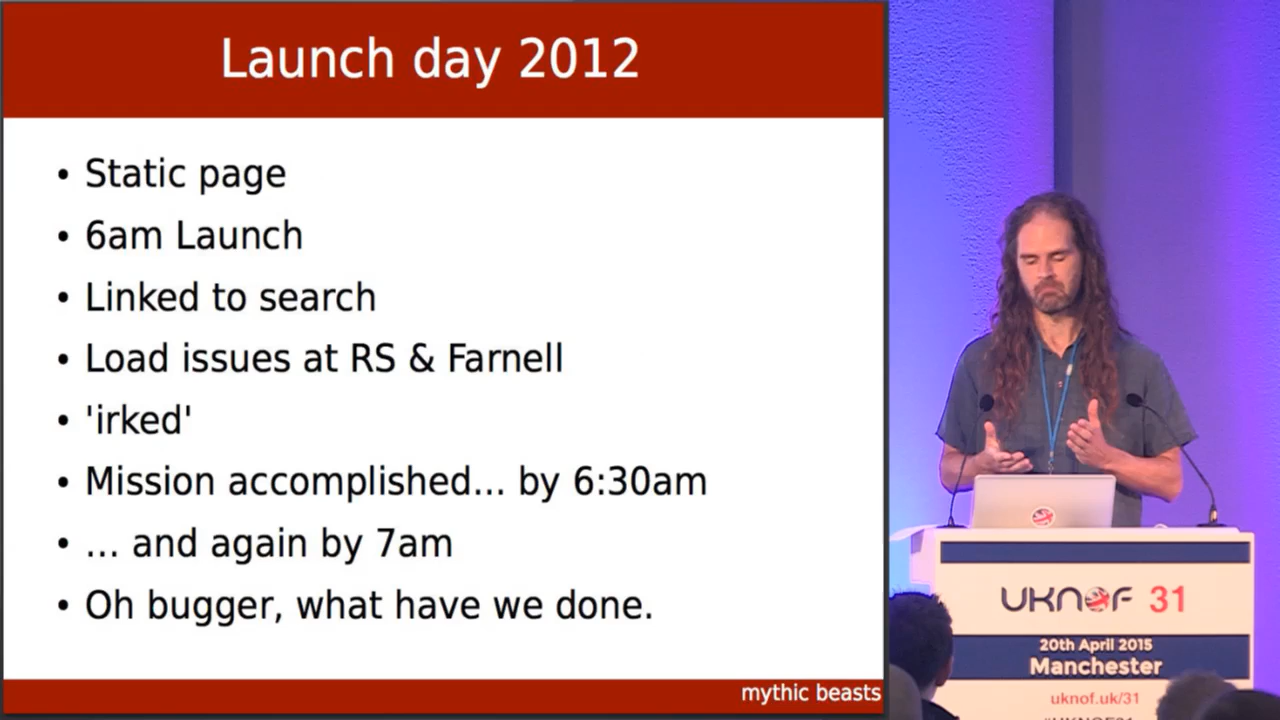 Launch day 2012
• Static page
• 6am Launch
• Linked to search
• Load issues at RS & Farnell
• 'irked'
• Mission accomplished... by 6:30am
• ... and again by 7am
• Oh bugger, what have we done.
mythic beasts
UKNOF 31
20th April 2015
Manchester
uknof.uk/31